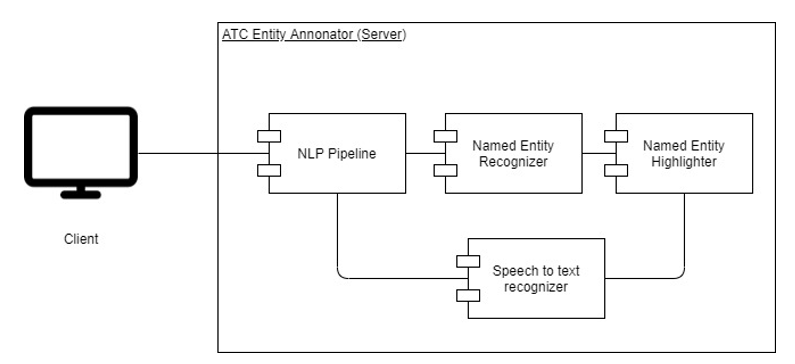 ATC Entity Annonator (Server)
NLP Pipeline
Named Entity
Recognizer
Named Entity
Highlighter
Client
Speech to text
recognizer